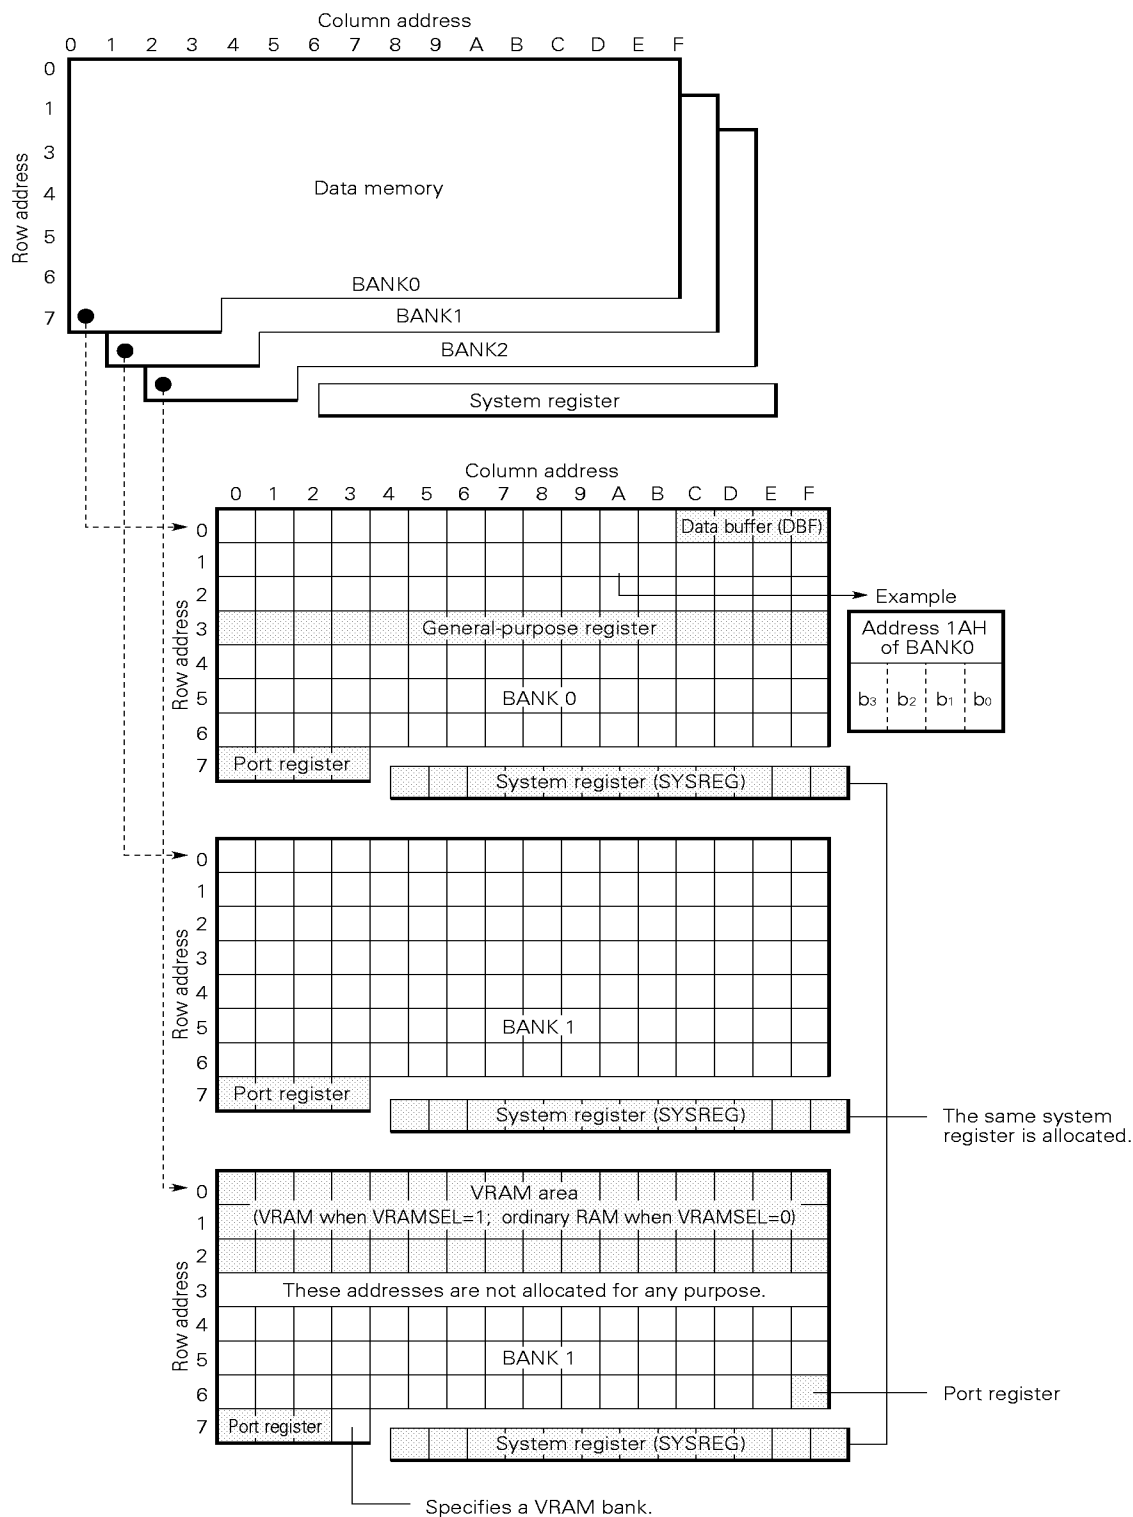 Column address
0 1 2 3 4 5 6 7 8 9 A B C D E F
Row address
0
1
3
4
5
6
7
Data memory
BANK0
BANK1
BANK2
System register
Column address
0 1 2 3 4 5 6 7 8 9 A B C D E F
Row address
0
1
2
3
4
5
6
7
Data buffer (DBF)
General-purpose register
BANK 0
Port register
System register (SYSREG)
Example
Address 1AH
of BANK0
b3 b2 b1 b0
Row address
0
1
2
3
4
5
6
7
BANK 1
Port register
System register (SYSREG)
The same system
register is allocated.
Row address
0
1
2
3
4
5
6
7
VRAM area
(VRAM when VRAMSEL=1; ordinary RAM when VRAMSEL=0)
These addresses are not allocated for any purpose.
BANK 1
Port register
Port register
System register (SYSREG)
Specifies a VRAM bank.